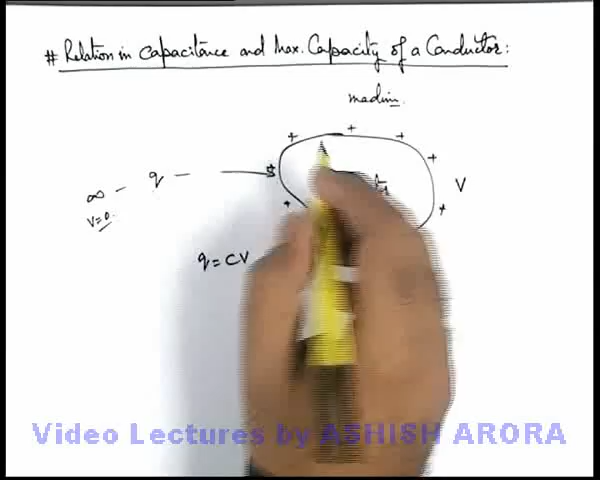 # Relation in Capacitance and Max. Capacity of a Conductor:
medium.
+ + +
+ +
∞ - q - → S V
V=0. + +
q = CV
Video Lectures by ASHISH ARORA